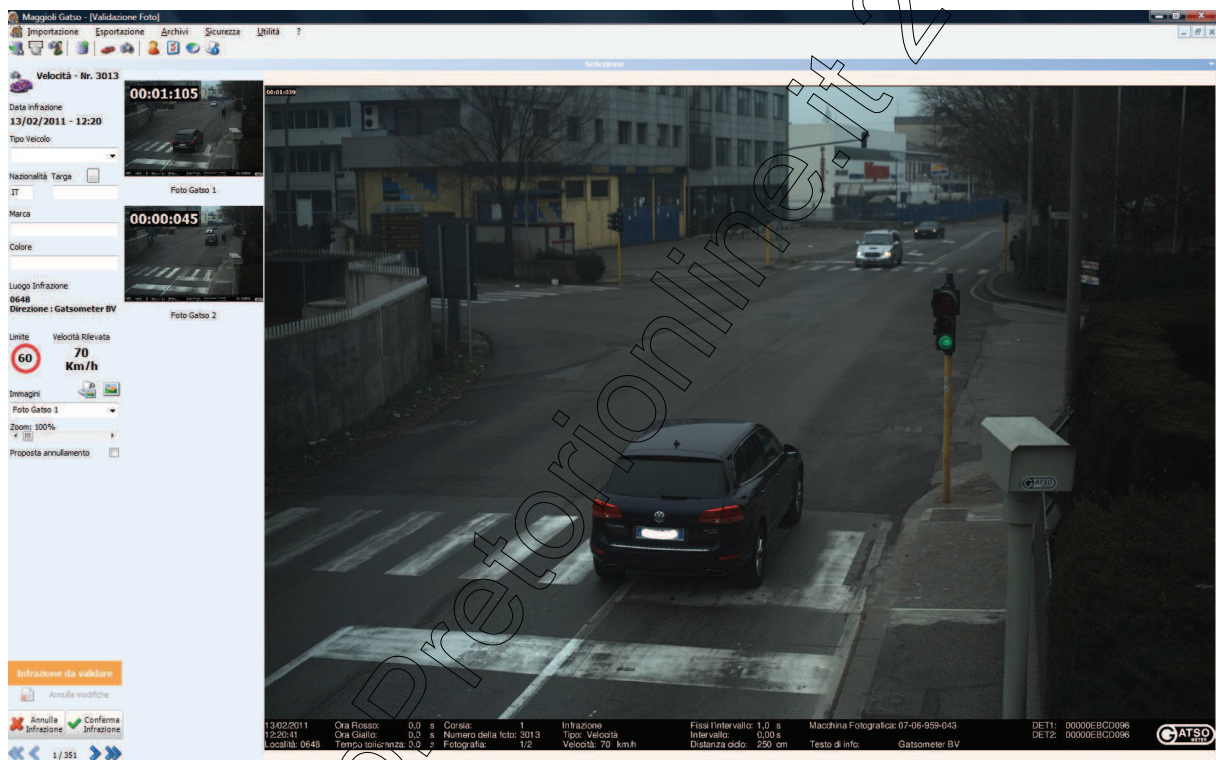 Maggioli Gatso - [Validazione Foto]
Importazione Esportazione Archivi Sicurezza Utilità ?
Selezione
Velocità - Nr. 3013
Data infrazione
13/02/2011 - 12:20
Tipo Veicolo
Nazionalità Targa
IT
Marca
Colore
Luogo Infrazione
0648
Direzione : Gatsometer BV
Limite Velocità Rilevata
60
70
Km/h
Immagini
Foto Gatso 1
Zoom: 100%
Proposta annullamento
Infrazione da validare
Annulla modifiche
Annulla Infrazione
Conferma Infrazione
1/351
00:01:105
Foto Gatso 1
00:00:045
Foto Gatso 2
GATSO
13/02/2011 Ora Rosso: 0,0 s Corsia: 1 Infrazione Fissi l'intervallo: 1,0 s Macchina Fotografica: 07-06-959-043 DET1: 00000EBCD096
12:20:41 Ora Giallo: 0,0 s Numero della foto: 3013 Tipo: Velocità Intervallo: 0,00 s DET2: 00000EBCD096
Località: 0648 Tempo tolleranza: 0,0 s Fotografia: 1/2 Velocità: 70 km/h Distanza ciclo: 250 cm Testo di info: Gatsometer BV
GATSO
METER
Pretorionline.it